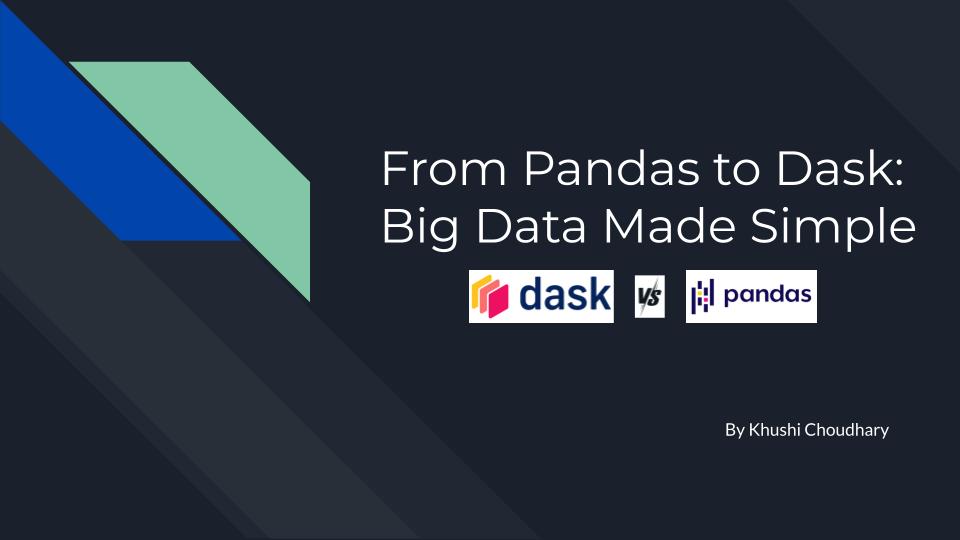 From Pandas to Dask:
Big Data Made Simple
dask VS pandas
By Khushi Choudhary